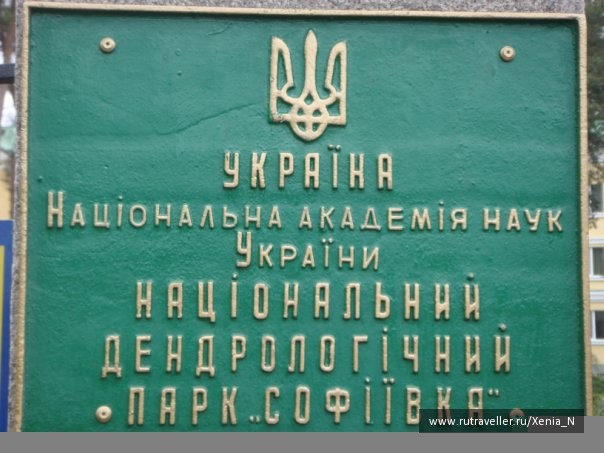 УКРАЇНА
НАЦІОНАЛЬНА АКАДЕМІЯ НАУК
УКРАЇНИ
НАЦІОНАЛЬНИЙ
ДЕНДРОЛОГІЧНИЙ
ПАРК „СОФІЇВКА"
www.rutraveller.ru/Xenia_N